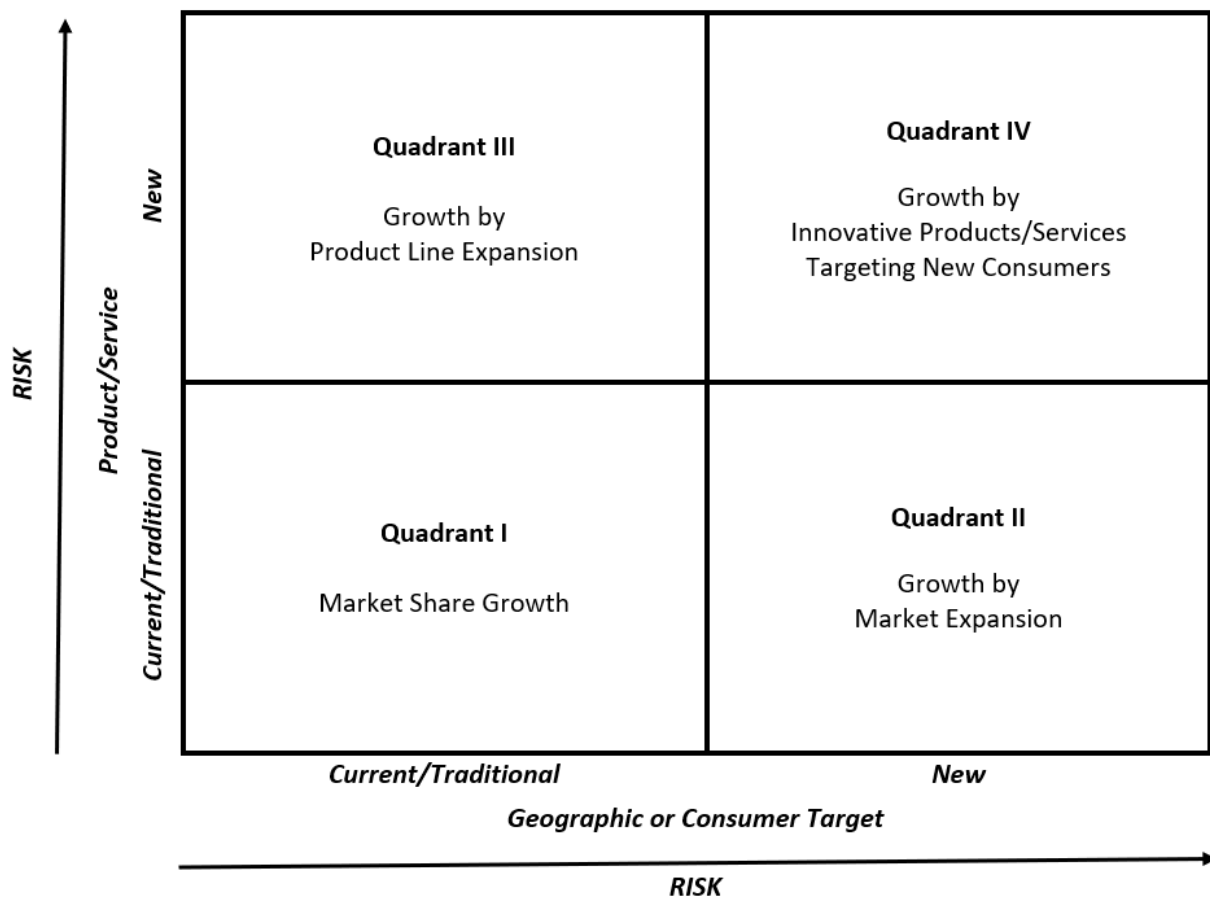 Quadrant III
Growth by
Product Line Expansion
Quadrant IV
Growth by
Innovative Products/Services
Targeting New Consumers
New
Product/Service
RISK
Current/Traditional
Quadrant I
Market Share Growth
Quadrant II
Growth by
Market Expansion
Current/Traditional
New
Geographic or Consumer Target
RISK